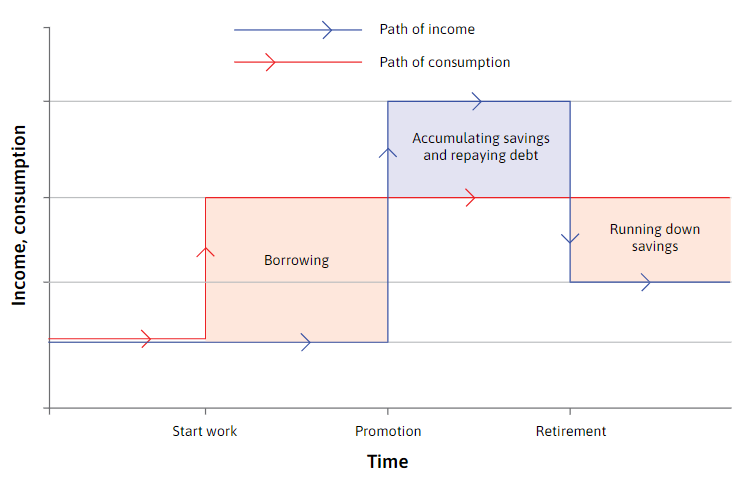 Path of income
Path of consumption
Accumulating savings
and repaying debt
Running down
savings
Borrowing
Income, consumption
Start work
Promotion
Retirement
Time